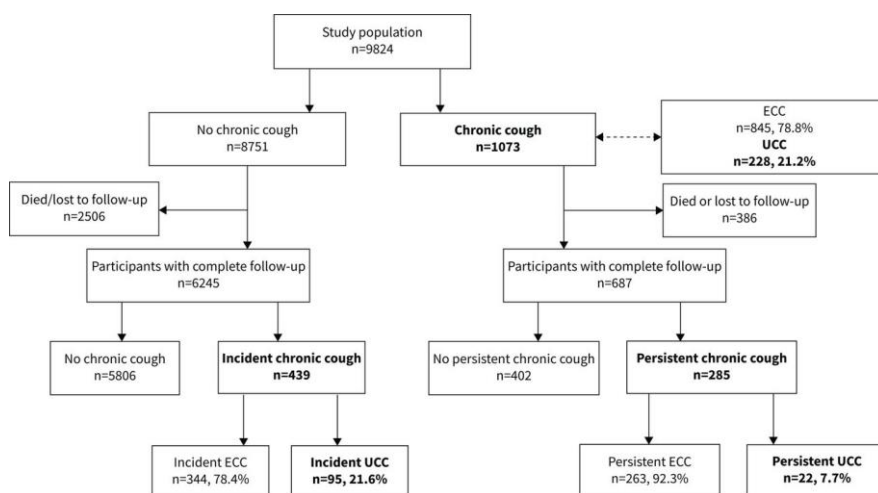 Study population
n=9824
No chronic cough
n=8751
Chronic cough
n=1073
ECC
n=845, 78.8%
UCC
n=228, 21.2%
Died/lost to follow-up
n=2506
Died or lost to follow-up
n=386
Participants with complete follow-up
n=6245
Participants with complete follow-up
n=687
No chronic cough
n=5806
Incident chronic cough
n=439
No persistent chronic cough
n=402
Persistent chronic cough
n=285
Incident ECC
n=344, 78.4%
Incident UCC
n=95, 21.6%
Persistent ECC
n=263, 92.3%
Persistent UCC
n=22, 7.7%